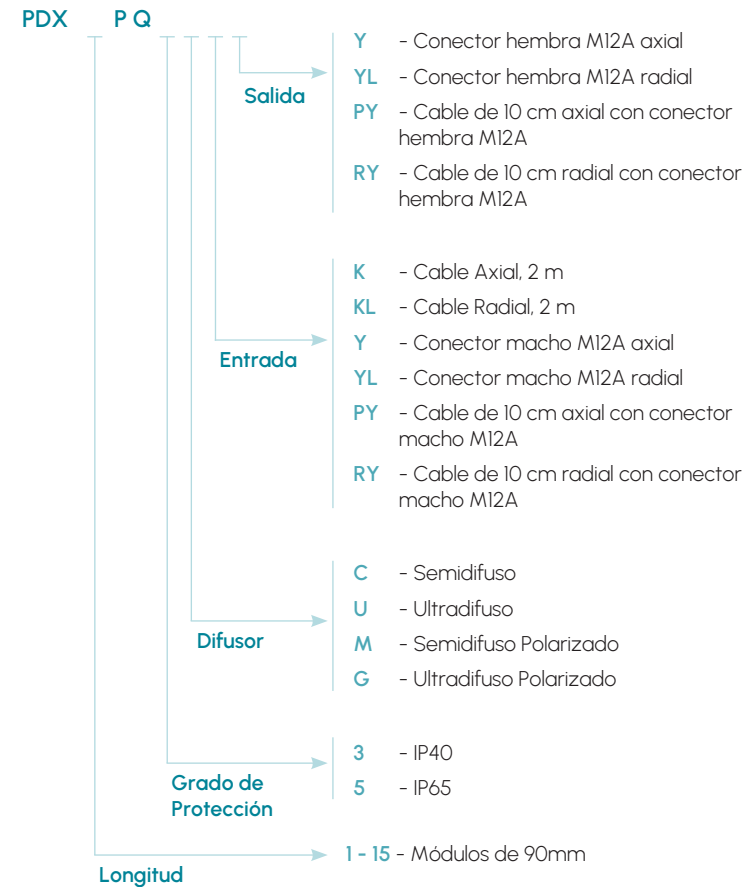 PDX P Q
Salida
Y - Conector hembra M12A axial
YL - Conector hembra M12A radial
PY - Cable de 10 cm axial con conector
hembra M12A
RY - Cable de 10 cm radial con conector
hembra M12A
Entrada
K - Cable Axial, 2 m
KL - Cable Radial, 2 m
Y - Conector macho M12A axial
YL - Conector macho M12A radial
PY - Cable de 10 cm axial con conector
macho M12A
RY - Cable de 10 cm radial con conector
macho M12A
Difusor
C - Semidifuso
U - Ultradifuso
M - Semidifuso Polarizado
G - Ultradifuso Polarizado
Grado de
Protección
3 - IP40
5 - IP65
Longitud
1 - 15 - Módulos de 90mm